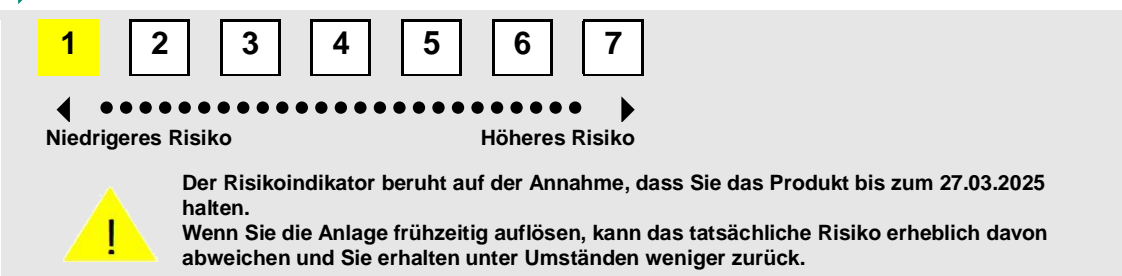 1 2 3 4 5 6 7
Niedrigeres Risiko Höheres Risiko
Der Risikoindikator beruht auf der Annahme, dass Sie das Produkt bis zum 27.03.2025
halten.
Wenn Sie die Anlage frühzeitig auflösen, kann das tatsächliche Risiko erheblich davon
abweichen und Sie erhalten unter Umständen weniger zurück.
!